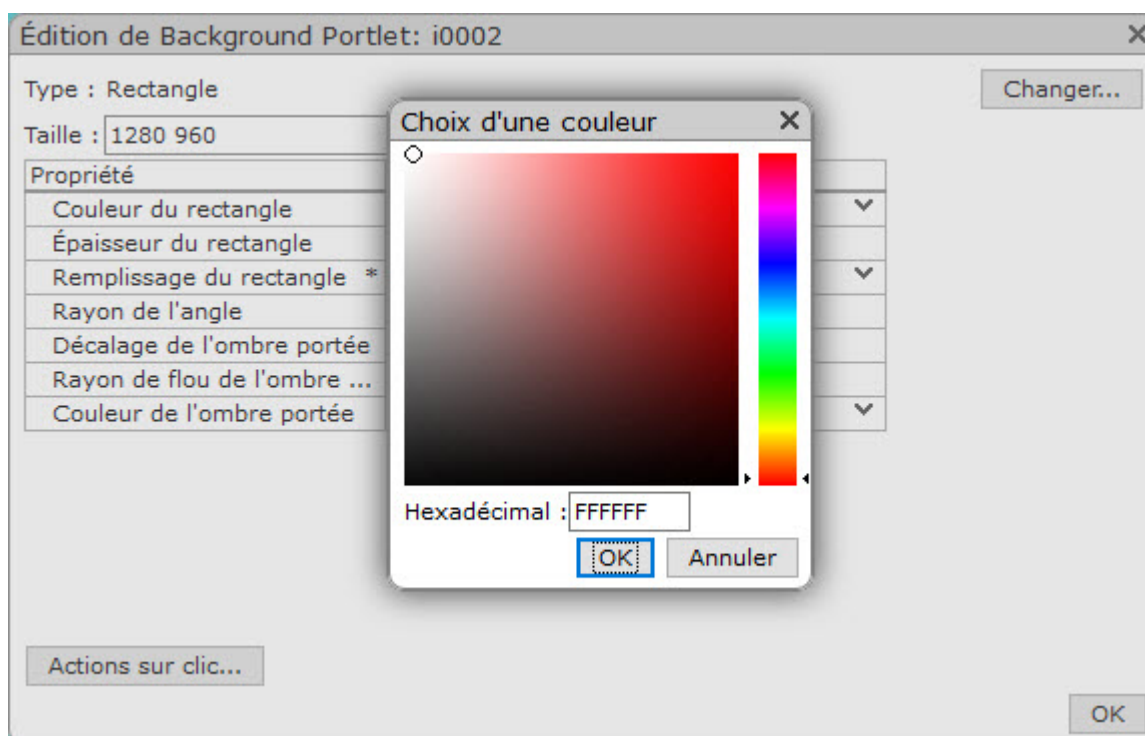 Édition de Background Portlet: i0002
Type : Rectangle
Changer...
Taille : 1280 960
Propriété
Couleur du rectangle
Épaisseur du rectangle
Remplissage du rectangle *
Rayon de l'angle
Décalage de l'ombre portée
Rayon de flou de l'ombre ...
Couleur de l'ombre portée
Choix d'une couleur
Hexadécimal : FFFFFF
OK Annuler
Actions sur clic...
OK